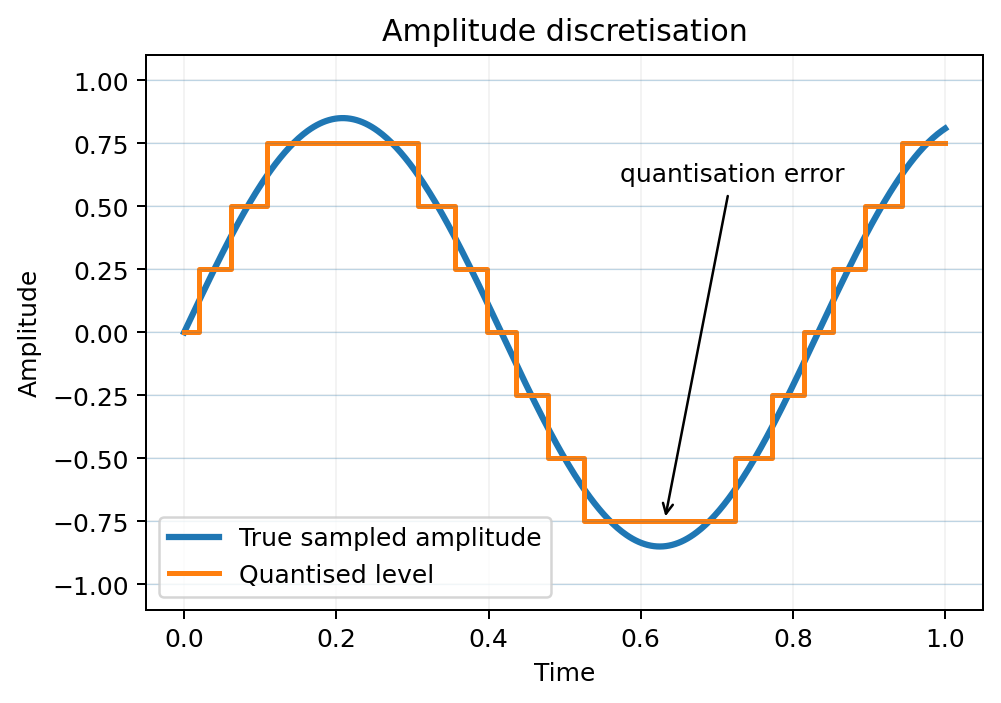 Amplitude discretisation
1.00
0.75
0.50
0.25
0.00
−0.25
−0.50
−0.75
−1.00
Amplitude
quantisation error
True sampled amplitude
Quantised level
0.0 0.2 0.4 0.6 0.8 1.0
Time